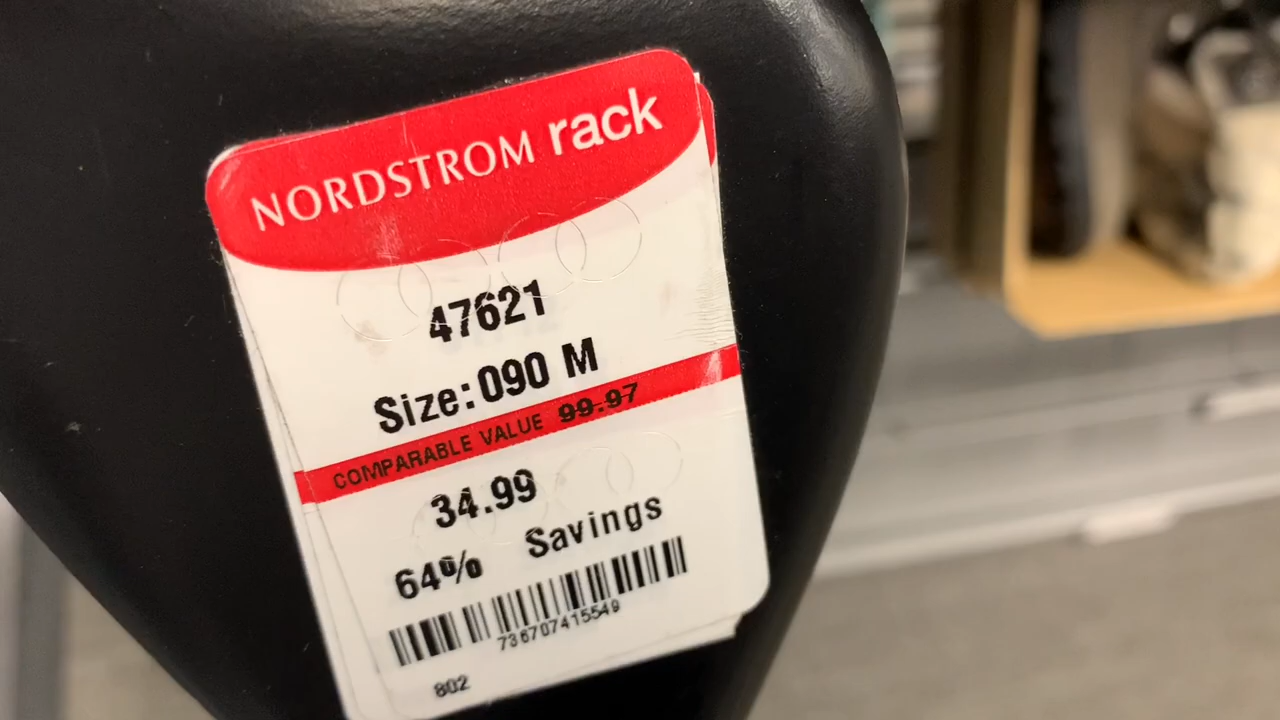 NORDSTROM rack
47621
Size: 090 M
COMPARABLE VALUE 99.97
34.99
64% Savings
736707415549
802